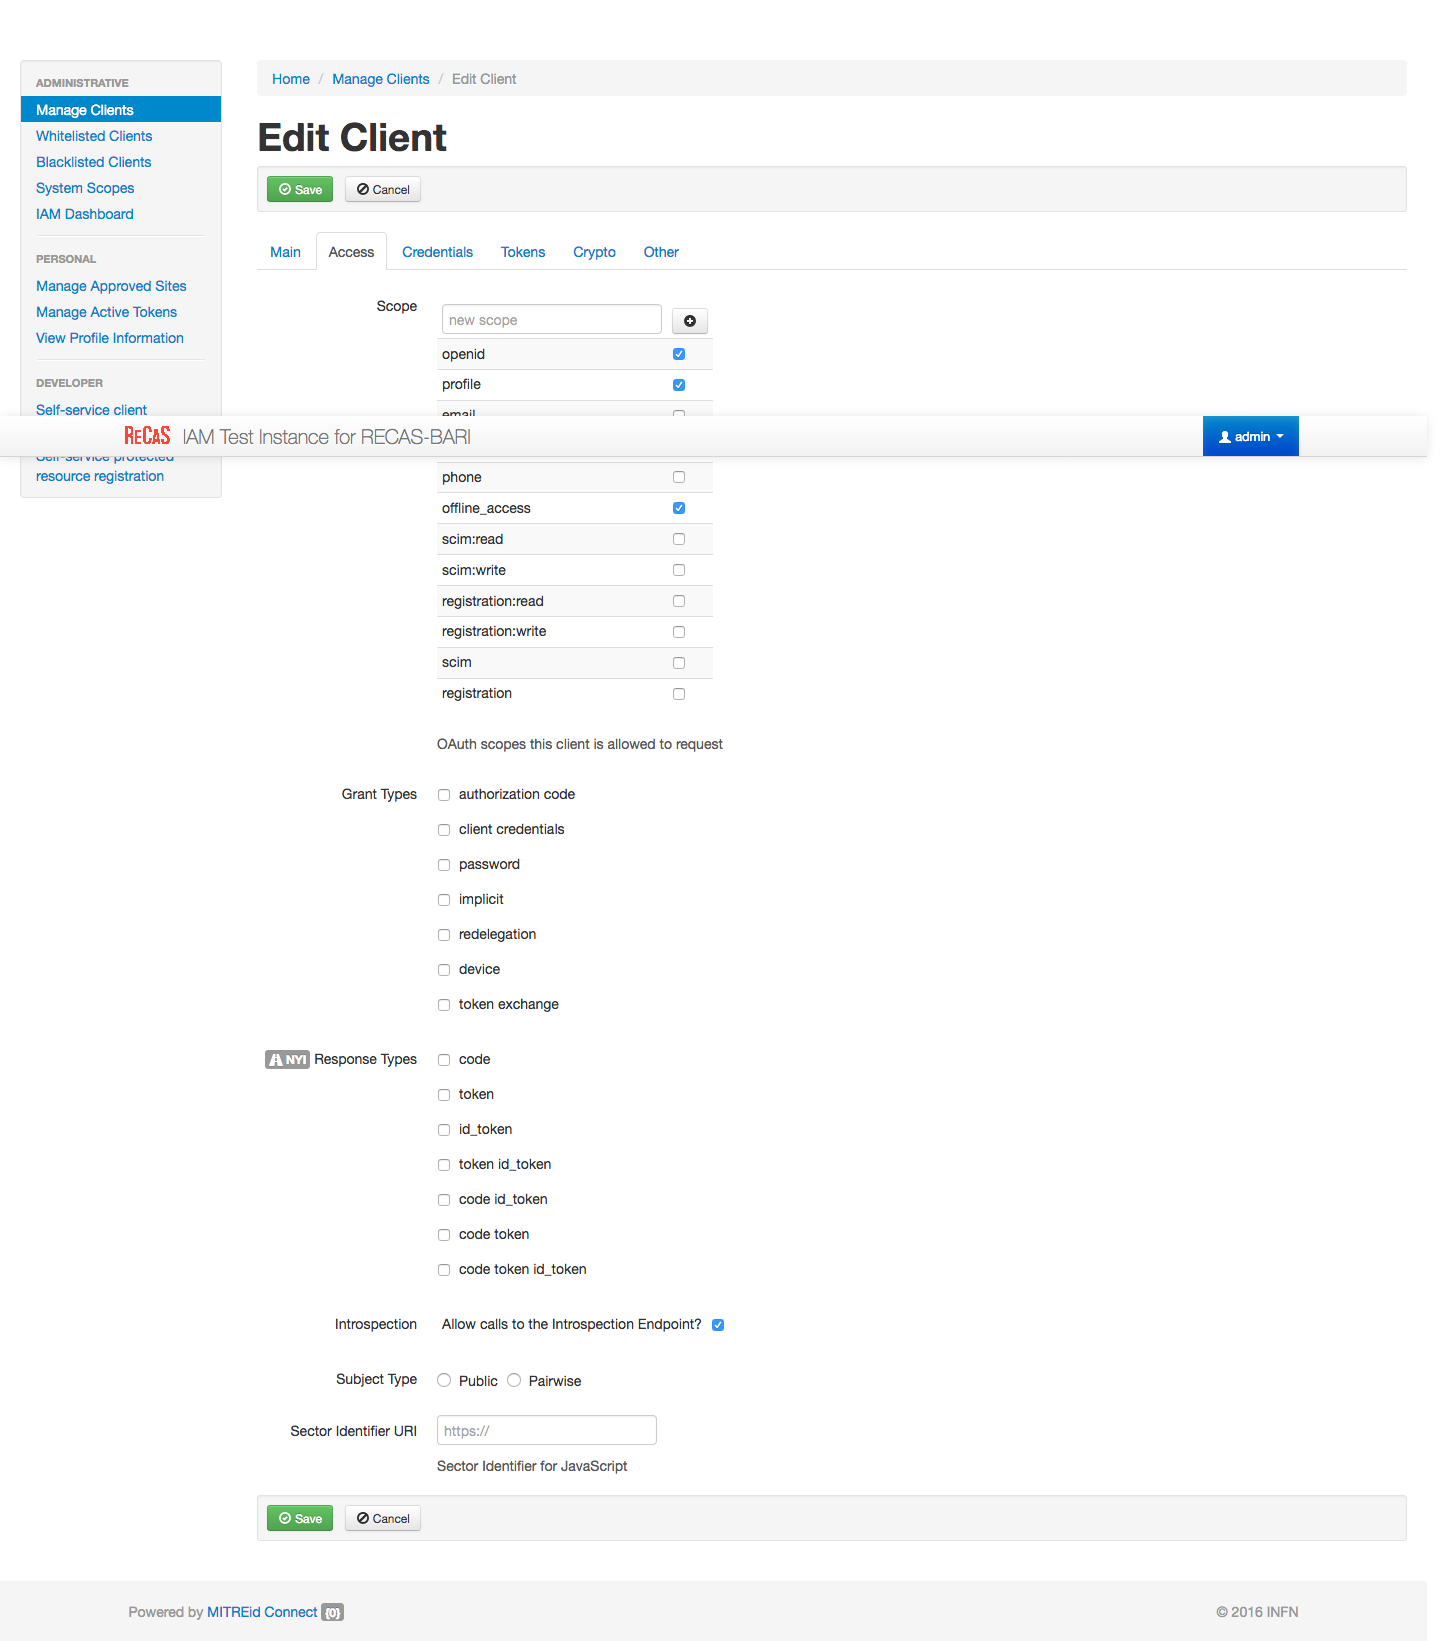 ADMINISTRATIVE
Manage Clients
Whitelisted Clients
Blacklisted Clients
System Scopes
IAM Dashboard
PERSONAL
Manage Approved Sites
Manage Active Tokens
View Profile Information
DEVELOPER
Self-service client
Self-service protected
resource registration
Home / Manage Clients / Edit Client
Edit Client
Save Cancel
Main Access Credentials Tokens Crypto Other
Scope
new scope
openid
profile
email
ReCaS IAM Test Instance for RECAS-BARI admin
phone
offline_access
scim:read
scim:write
registration:read
registration:write
scim
registration
OAuth scopes this client is allowed to request
Grant Types authorization code
client credentials
password
implicit
redelegation
device
token exchange
NYI Response Types code
token
id_token
token id_token
code id_token
code token
code token id_token
Introspection Allow calls to the Introspection Endpoint?
Subject Type Public Pairwise
Sector Identifier URI https://
Sector Identifier for JavaScript
Save Cancel
Powered by MITREid Connect {0} © 2016 INFN